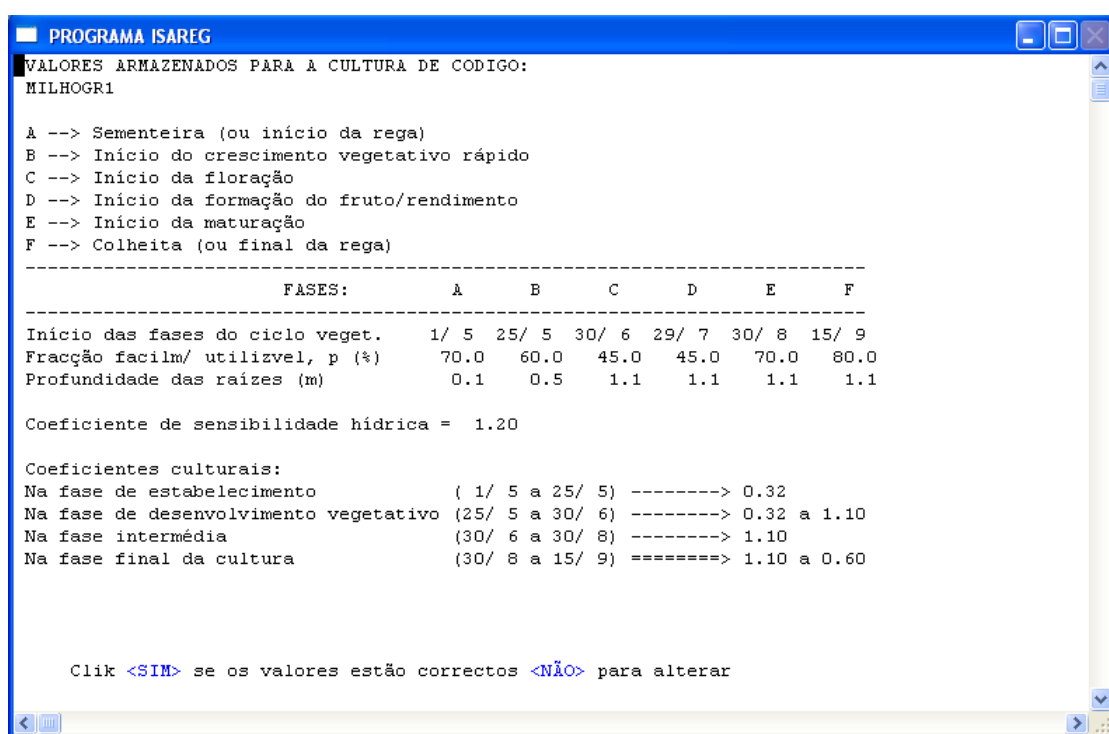 PROGRAMA ISAREG
VALORES ARMAZENADOS PARA A CULTURA DE CODIGO:
MILHOGR1
A --> Sementeira (ou início da rega)
B --> Início do crescimento vegetativo rápido
C --> Início da floração
D --> Início da formação do fruto/rendimento
E --> Início da maturação
F --> Colheita (ou final da rega)
---------------------------------------------------------------------------
FASES: A B C D E F
---------------------------------------------------------------------------
Início das fases do ciclo veget. 1/ 5 25/ 5 30/ 6 29/ 7 30/ 8 15/ 9
Fracção facilm/ utilizvel, p (%) 70.0 60.0 45.0 45.0 70.0 80.0
Profundidade das raízes (m) 0.1 0.5 1.1 1.1 1.1 1.1
Coeficiente de sensibilidade hídrica = 1.20
Coeficientes culturais:
Na fase de estabelecimento ( 1/ 5 a 25/ 5) --------> 0.32
Na fase de desenvolvimento vegetativo (25/ 5 a 30/ 6) --------> 0.32 a 1.10
Na fase intermédia (30/ 6 a 30/ 8) --------> 1.10
Na fase final da cultura (30/ 8 a 15/ 9) ========> 1.10 a 0.60
Clik <SIM> se os valores estão correctos <NÃO> para alterar